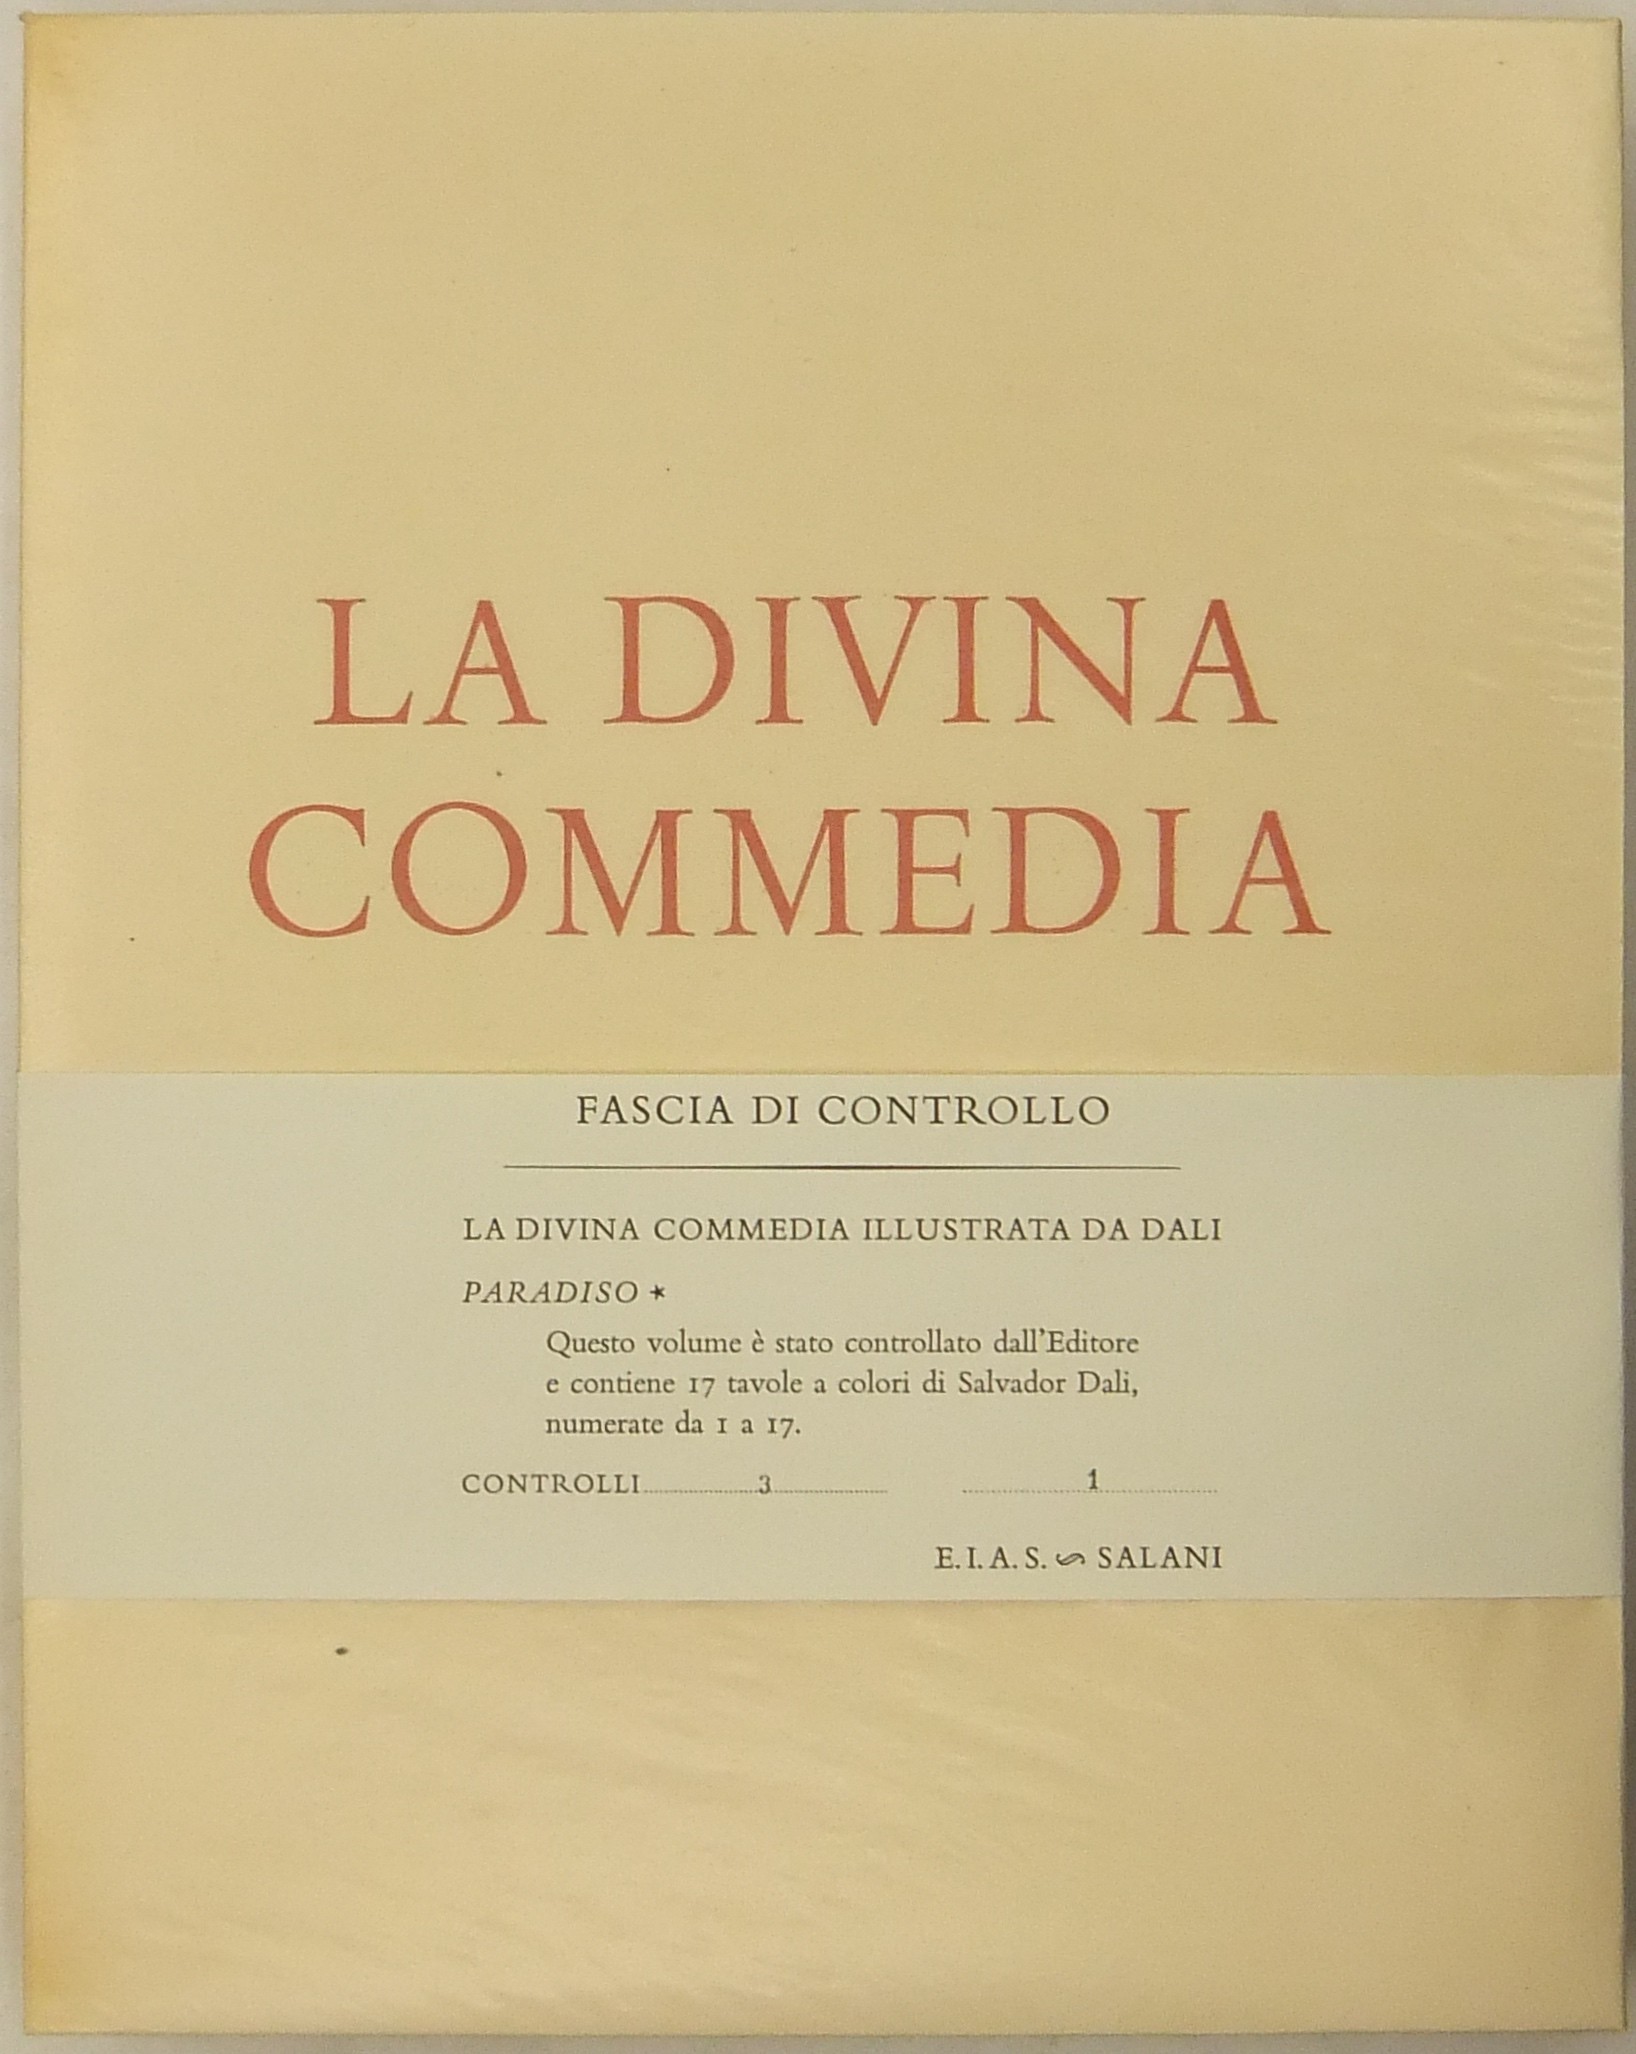 LA DIVINA
COMMEDIA
FASCIA DI CONTROLLO
LA DIVINA COMMEDIA ILLUSTRATA DA DALI
PARADISO ★
Questo volume è stato controllato dall'Editore
e contiene 17 tavole a colori di Salvador Dali,
numerate da 1 a 17.
CONTROLLI..........3.......... ..........1..........
E. I. A. S. SALANI